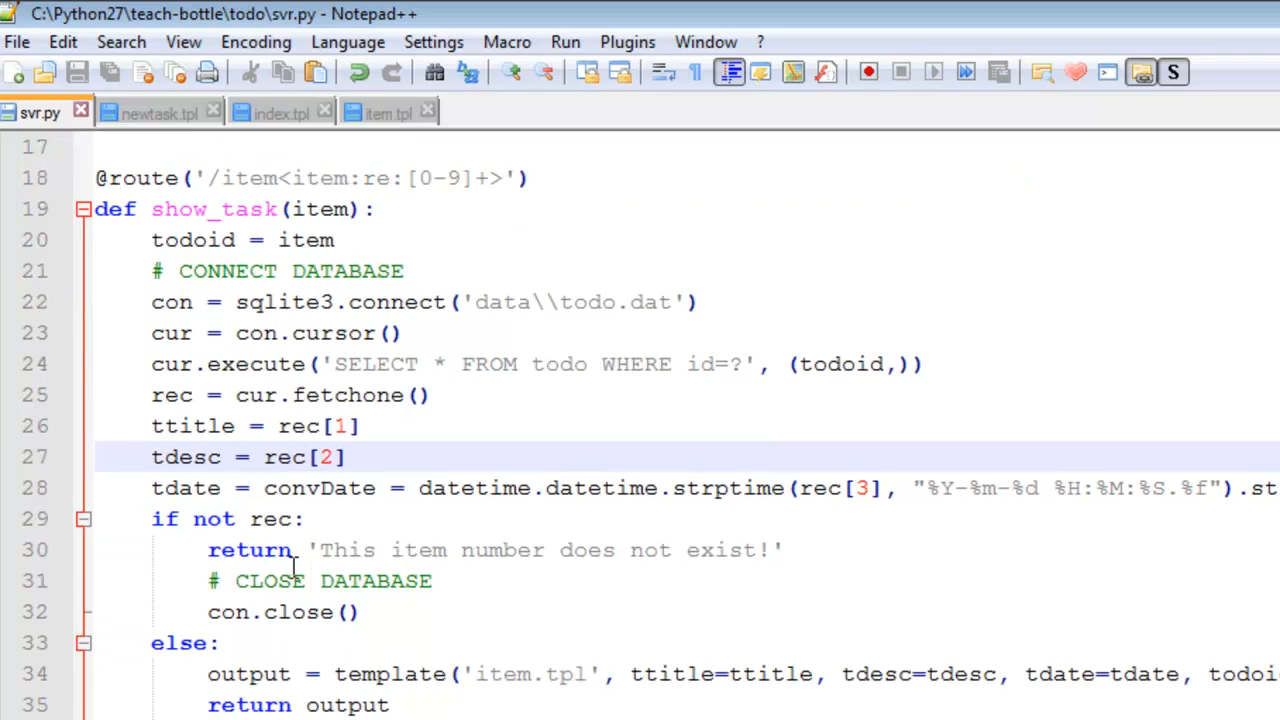 C:\Python27\teach-bottle\todo\svr.py - Notepad++
File Edit Search View Encoding Language Settings Macro Run Plugins Window ?
S
svr.py newtask.tpl index.tpl item.tpl
17
18 @route('/item<item:re:[0-9]+>')
19 def show_task(item):
20 todoid = item
21 # CONNECT DATABASE
22 con = sqlite3.connect('data\\todo.dat')
23 cur = con.cursor()
24 cur.execute('SELECT * FROM todo WHERE id=?', (todoid,))
25 rec = cur.fetchone()
26 ttitle = rec[1]
27 tdesc = rec[2]
28 tdate = convDate = datetime.datetime.strptime(rec[3], "%Y-%m-%d %H:%M:%S.%f").st
29 if not rec:
30 return 'This item number does not exist!'
31 # CLOSE DATABASE
32 con.close()
33 else:
34 output = template('item.tpl', ttitle=ttitle, tdesc=tdesc, tdate=tdate, todoi
35 return output